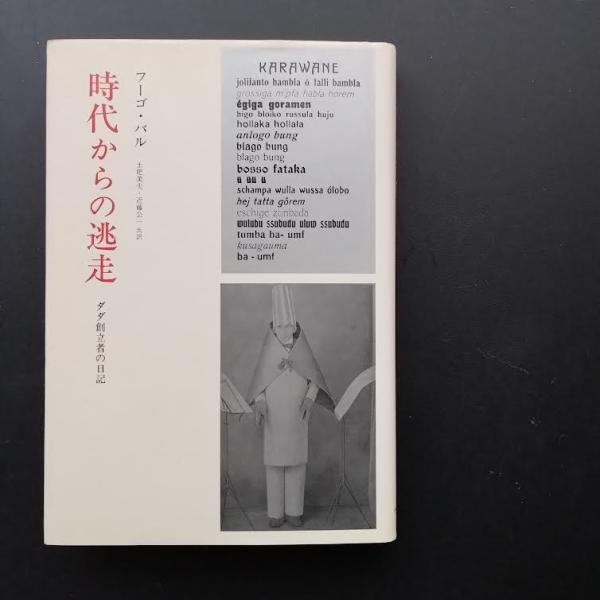 フーゴ・バル
土肥美夫・近藤公一 共訳
時代からの逃走
ダダ創立者の日記
KARAWANE
jolifanto bambla ô falli bambla
grossiga m'pfa habla horem
égiga goramen
higo bloiko russula huju
hollaka hollala
anlogo bung
blago bung
blago bung
bosso fataka
ü üü ü
schampa wulla wussa ólobo
hej tatta gôrem
eschige zunbada
wulubu ssubudu uluw ssubudu
tumba ba- umf
kusagauma
ba - umf